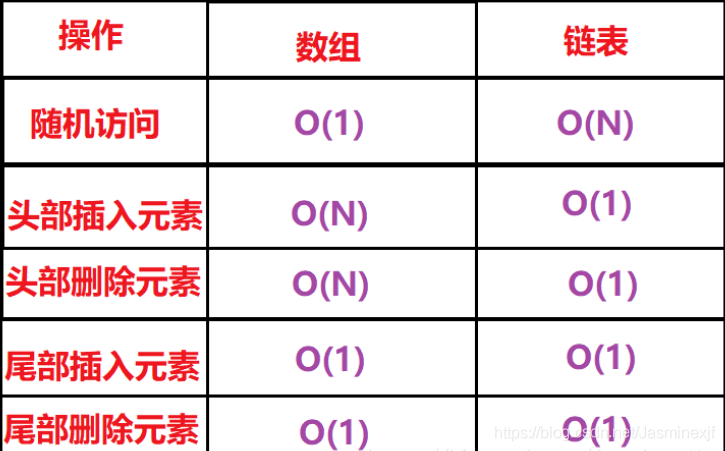 操作 数组 链表
随机访问 O(1) O(N)
头部插入元素 O(N) O(1)
头部删除元素 O(N) O(1)
尾部插入元素 O(1) O(1)
尾部删除元素 O(1) O(1)
https://blog.csdn.net/Jasminexjf